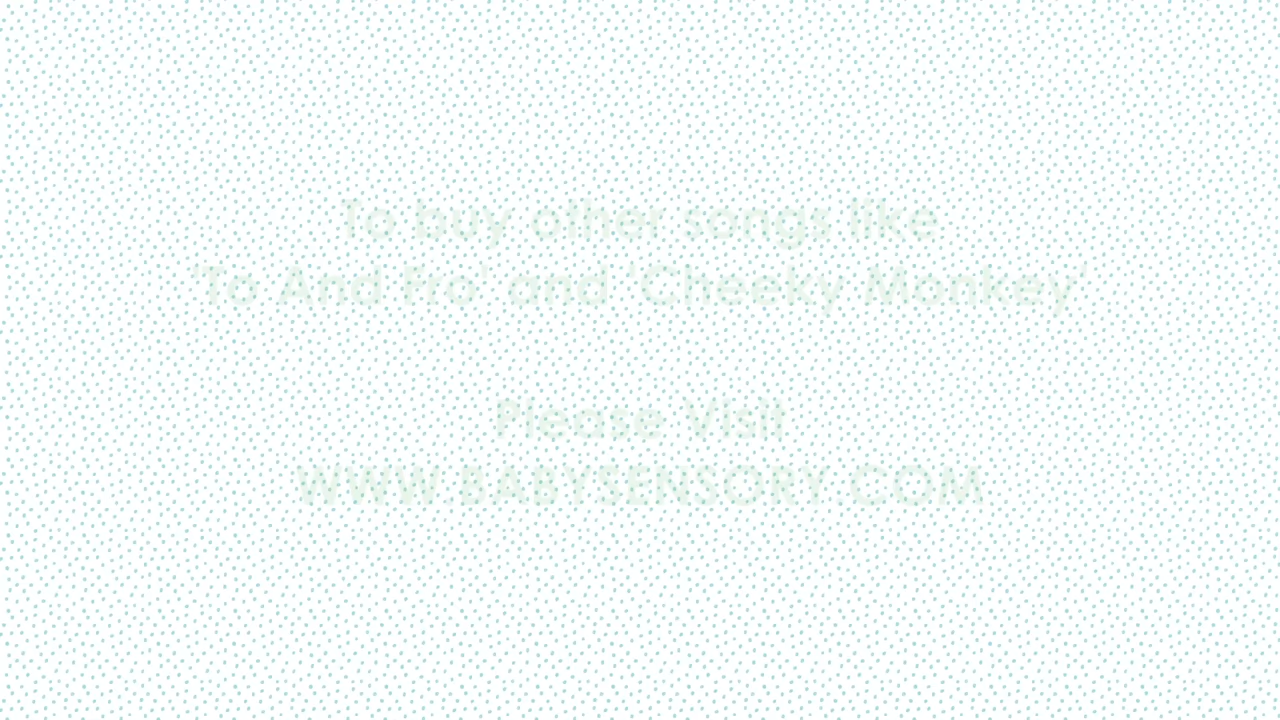 To buy other songs like
'To And Fro' and 'Cheeky Monkey'
Please Visit
WWW.BABYSENSORY.COM